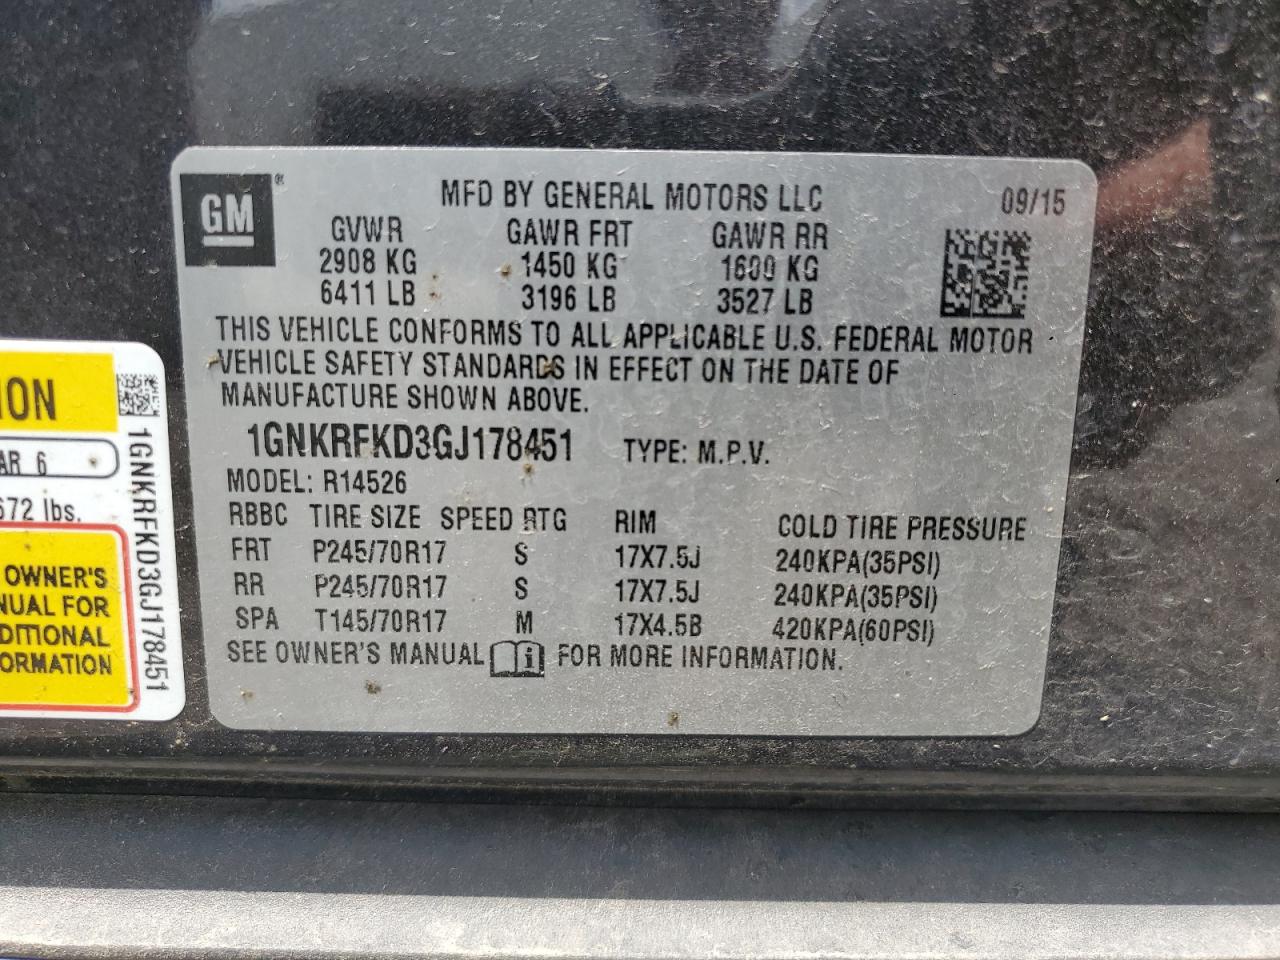 GM
MFD BY GENERAL MOTORS LLC 09/15
GVWR GAWR FRT GAWR RR
2908 KG 1450 KG 1600 KG
6411 LB 3196 LB 3527 LB
THIS VEHICLE CONFORMS TO ALL APPLICABLE U.S. FEDERAL MOTOR
VEHICLE SAFETY STANDARDS IN EFFECT ON THE DATE OF
MANUFACTURE SHOWN ABOVE.
1GNKRFKD3GJ178451 TYPE: M.P.V.
MODEL: R14526
RBBC TIRE SIZE SPEED RTG RIM COLD TIRE PRESSURE
FRT P245/70R17 S 17X7.5J 240KPA(35PSI)
RR P245/70R17 S 17X7.5J 240KPA(35PSI)
SPA T145/70R17 M 17X4.5B 420KPA(60PSI)
SEE OWNER'S MANUAL i FOR MORE INFORMATION.
ION
AR 6
672 lbs.
OWNER'S
NUAL FOR
DITIONAL
ORMATION
1GNKRFKD3GJ178451